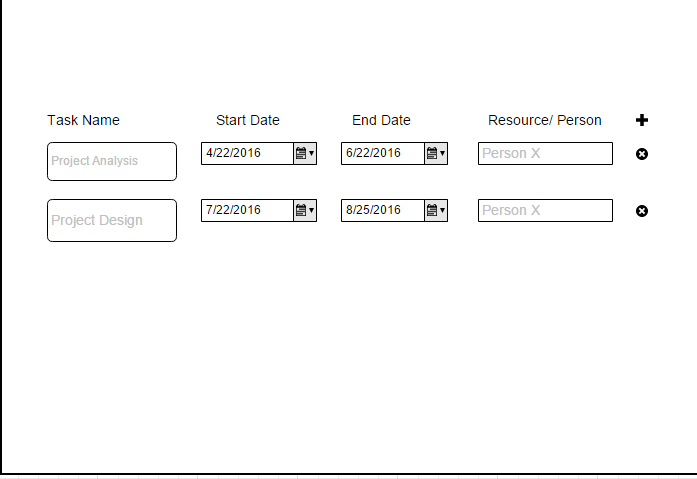 Task Name Start Date End Date Resource/ Person
Project Analysis 4/22/2016 6/22/2016 Person X
Project Design 7/22/2016 8/25/2016 Person X